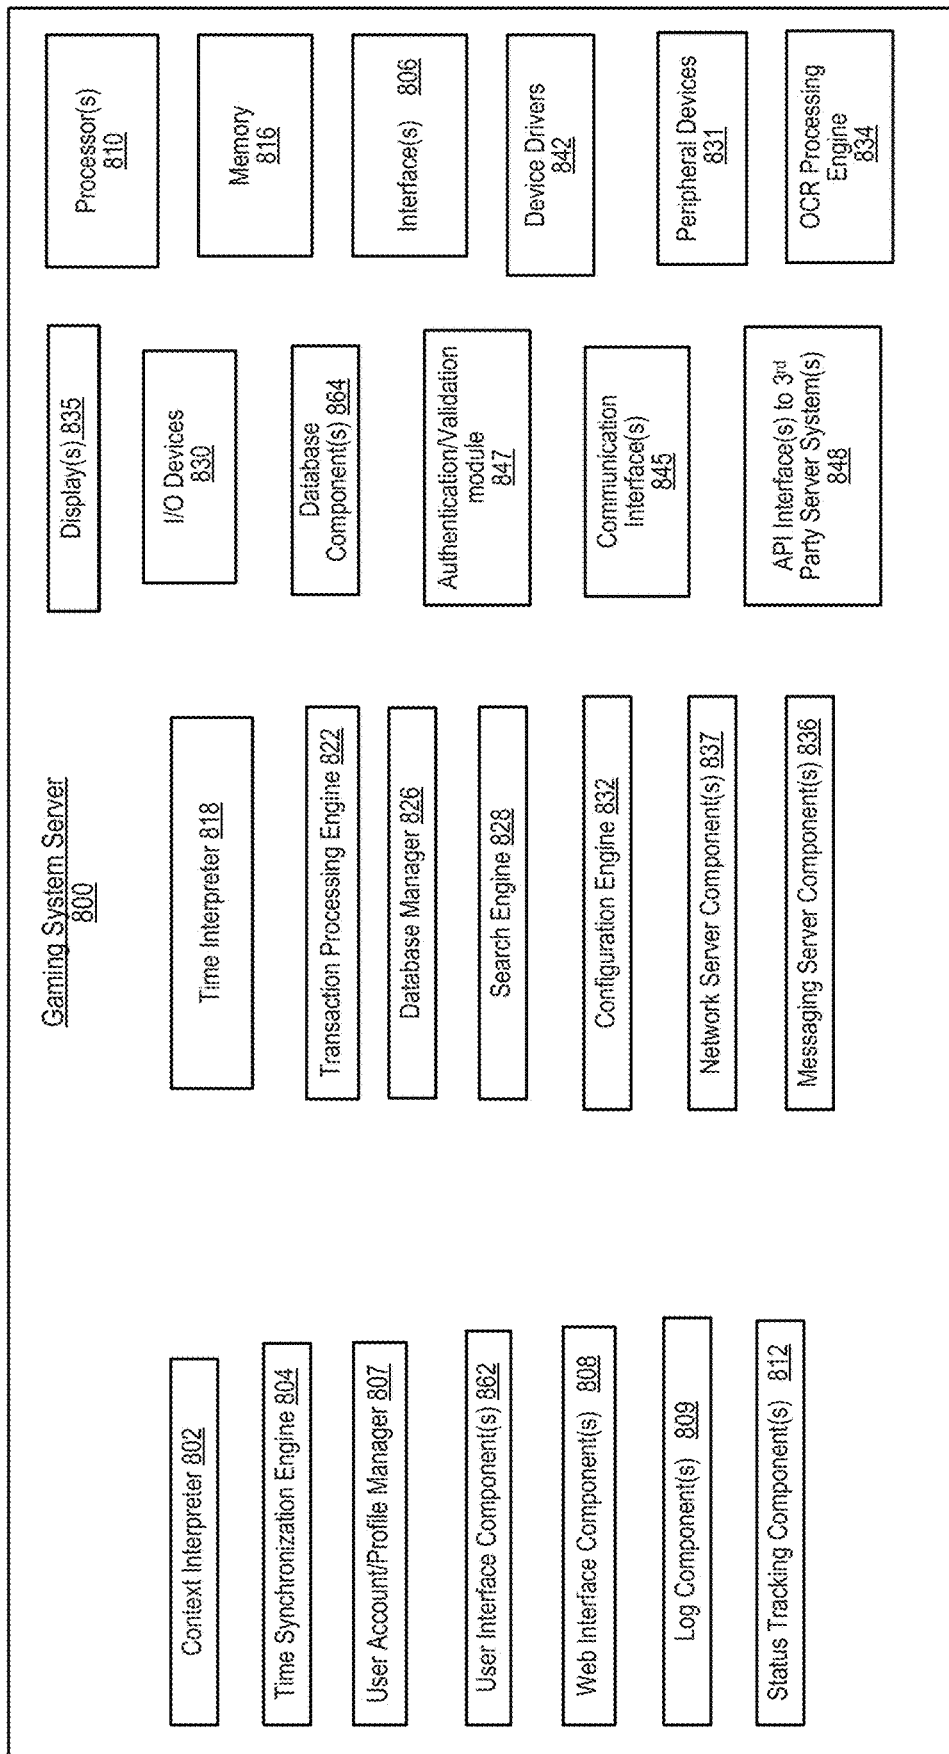 Gaming System Server
800
Context Interpreter 802
Time Synchronization Engine 804
User Account/Profile Manager 807
User Interface Component(s) 862
Web Interface Component(s) 808
Log Component(s) 809
Status Tracking Component(s) 812
Time Interpreter 818
Transaction Processing Engine 822
Database Manager 826
Search Engine 828
Configuration Engine 832
Network Server Component(s) 837
Messaging Server Component(s) 836
Display(s) 835
I/O Devices
830
Database
Component(s) 864
Authentication/Validation
module
847
Communication
Interface(s)
845
API Interface(s) to 3rd
Party Server System(s)
848
Processor(s)
810
Memory
816
Interface(s) 806
Device Drivers
842
Peripheral Devices
831
OCR Processing
Engine
834